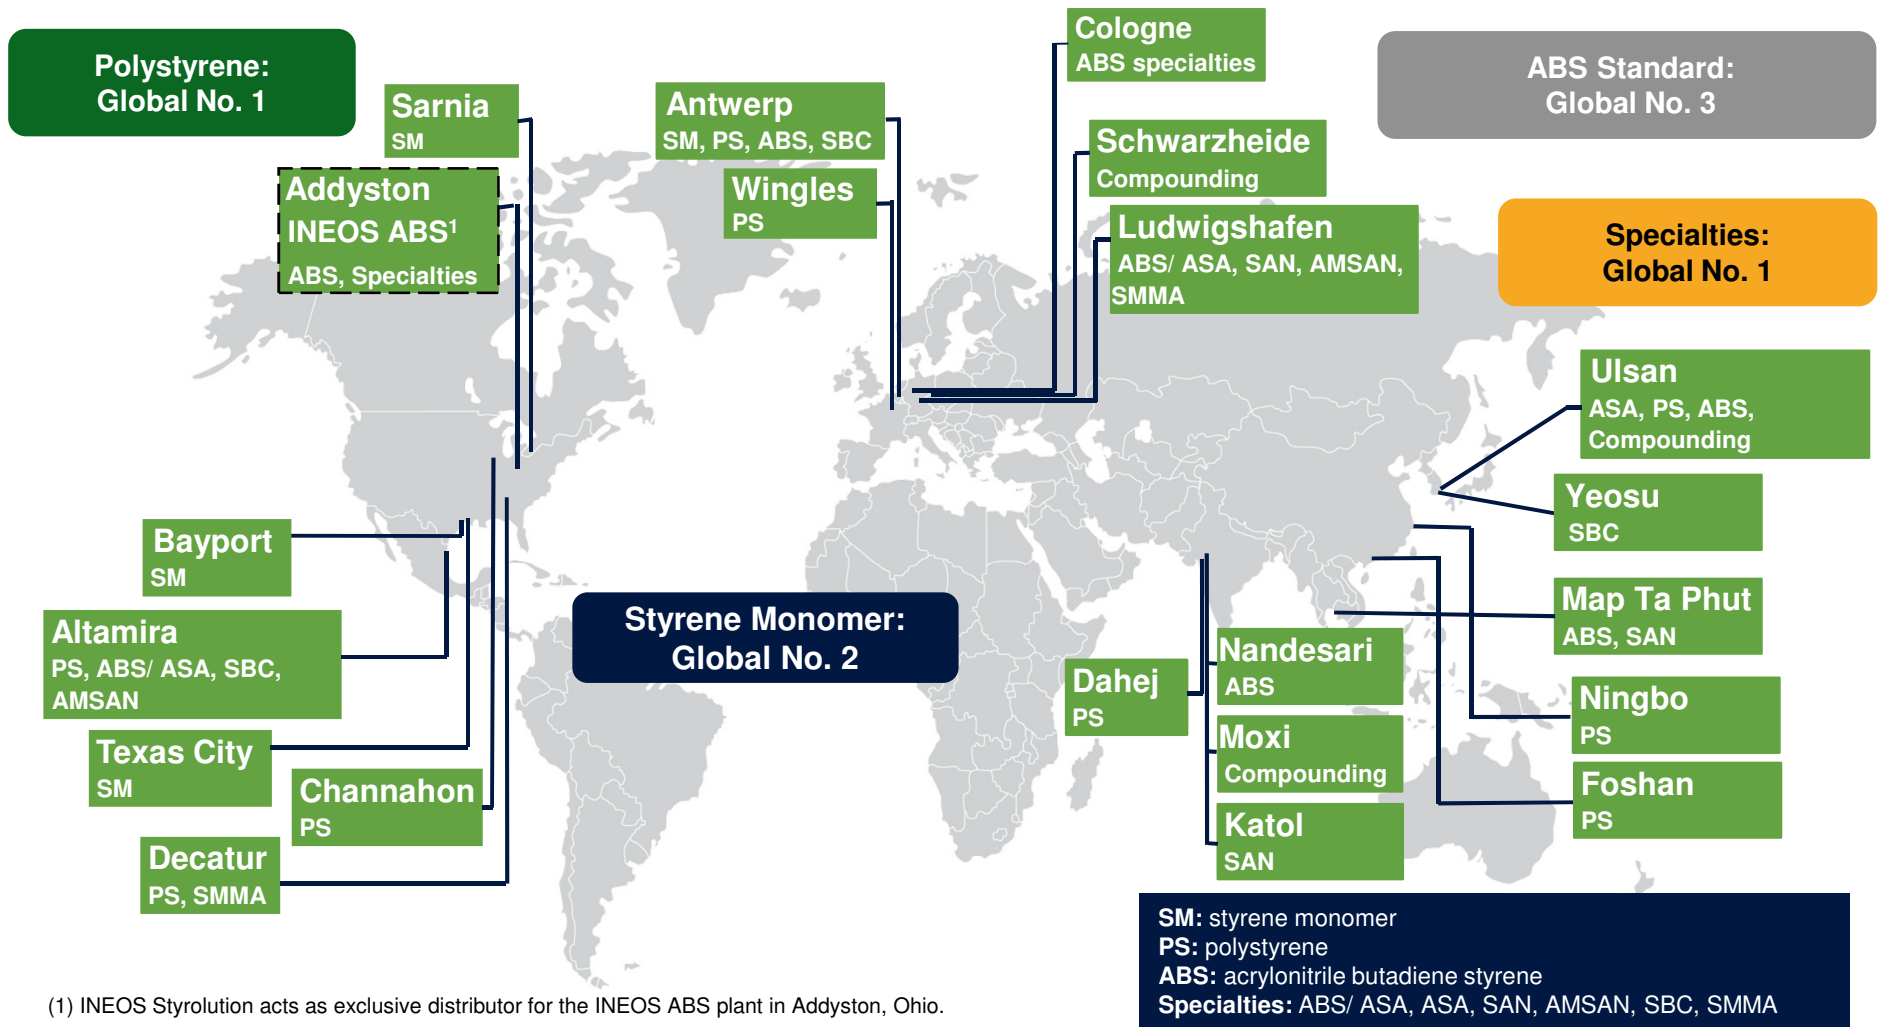 Polystyrene:
Global No. 1
Cologne
ABS specialties
ABS Standard:
Global No. 3
Sarnia
SM
Antwerp
SM, PS, ABS, SBC
Schwarzheide
Compounding
Addyston
INEOS ABS1
ABS, Specialties
Wingles
PS
Ludwigshafen
ABS/ ASA, SAN, AMSAN,
SMMA
Specialties:
Global No. 1
Ulsan
ASA, PS, ABS,
Compounding
Yeosu
SBC
Bayport
SM
Map Ta Phut
ABS, SAN
Altamira
PS, ABS/ ASA, SBC,
AMSAN
Styrene Monomer:
Global No. 2
Nandesari
ABS
Dahej
PS
Ningbo
PS
Texas City
SM
Moxi
Compounding
Channahon
PS
Foshan
PS
Katol
SAN
Decatur
PS, SMMA
SM: styrene monomer
PS: polystyrene
ABS: acrylonitrile butadiene styrene
Specialties: ABS/ ASA, ASA, SAN, AMSAN, SBC, SMMA
(1) INEOS Styrolution acts as exclusive distributor for the INEOS ABS plant in Addyston, Ohio.